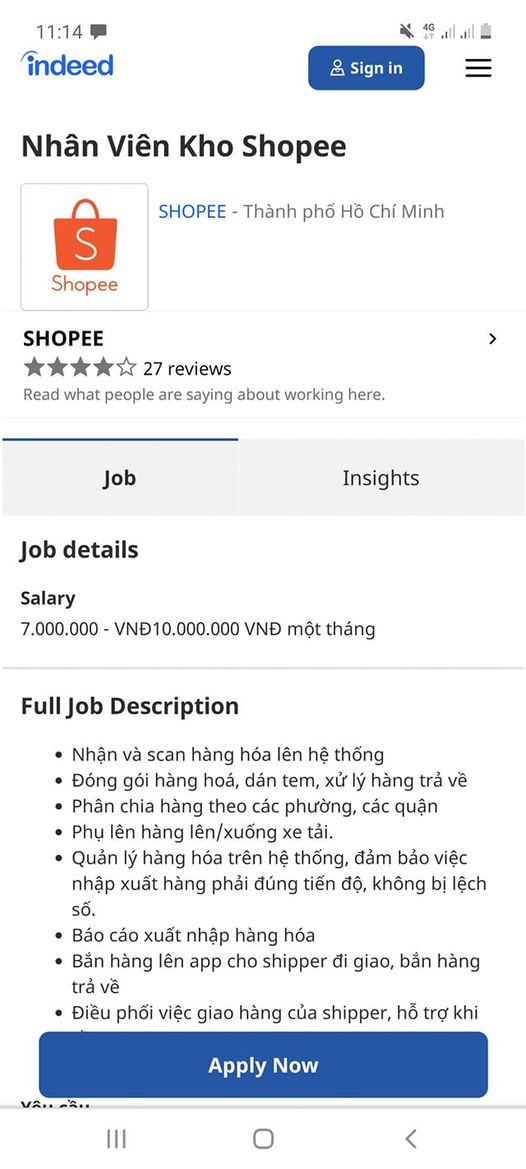 11:14
4G
indeed
Sign in
Nhân Viên Kho Shopee
S
Shopee
SHOPEE - Thành phố Hồ Chí Minh
SHOPEE
27 reviews
Read what people are saying about working here.
Job
Insights
Job details
Salary
7.000.000 - VNĐ10.000.000 VNĐ một tháng
Full Job Description
• Nhận và scan hàng hóa lên hệ thống
• Đóng gói hàng hoá, dán tem, xử lý hàng trả về
• Phân chia hàng theo các phường, các quận
• Phụ lên hàng lên/xuống xe tải.
• Quản lý hàng hóa trên hệ thống, đảm bảo việc
nhập xuất hàng phải đúng tiến độ, không bị lệch
số.
• Báo cáo xuất nhập hàng hóa
• Bắn hàng lên app cho shipper đi giao, bắn hàng
trả về
• Điều phối việc giao hàng của shipper, hỗ trợ khi
Apply Now
Yêu cầu